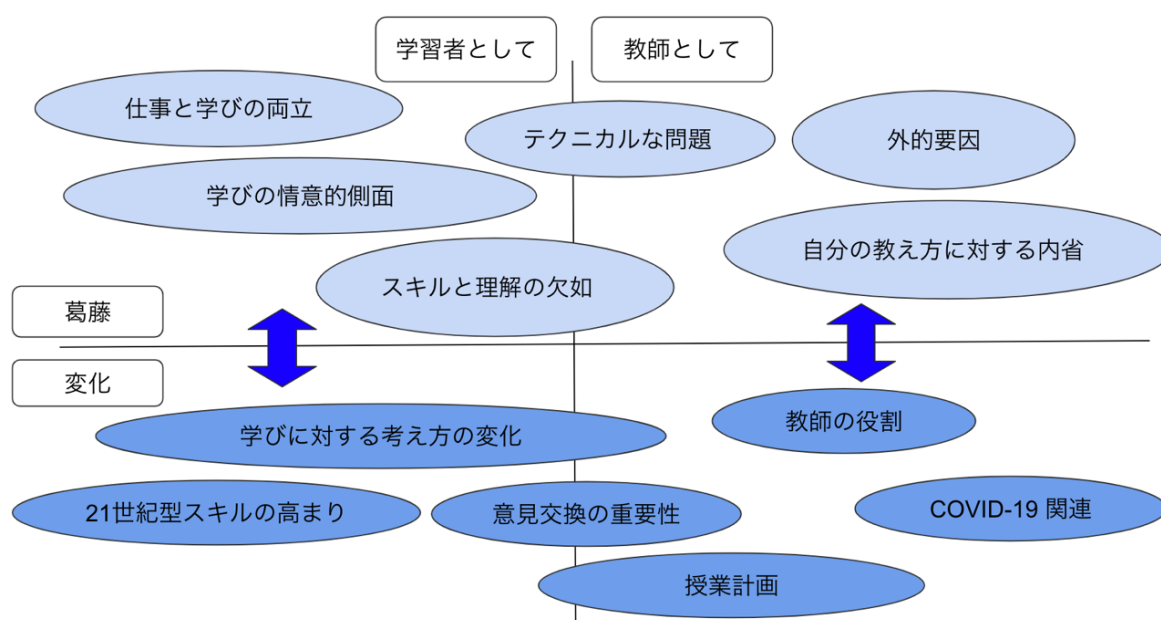 学習者として
教師として
仕事と学びの両立
テクニカルな問題
外的要因
学びの情意的側面
自分の教え方に対する内省
スキルと理解の欠如
葛藤
変化
学びに対する考え方の変化
教師の役割
21世紀型スキルの高まり
意見交換の重要性
COVID-19 関連
授業計画